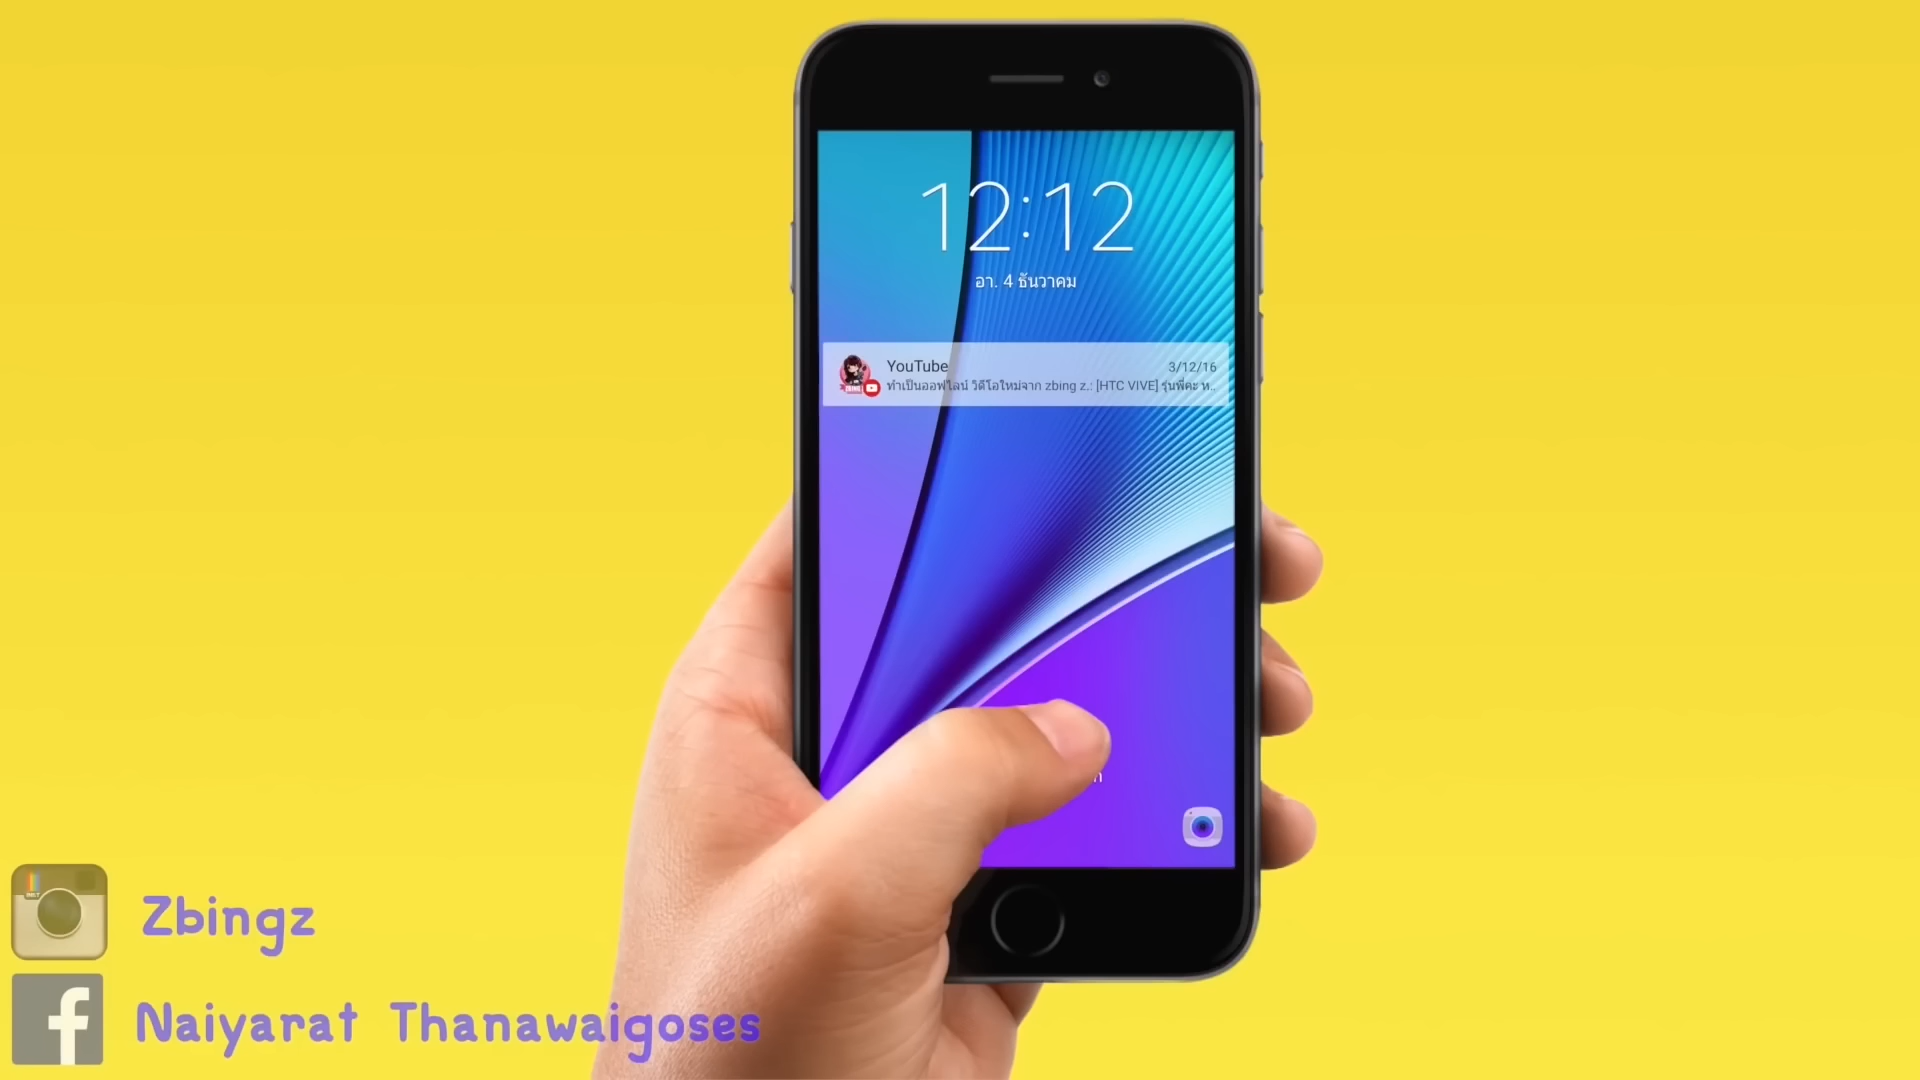 12:12
อา. 4 ธันวาคม
YouTube 3/12/16
ทำเป็นออฟไลน์ วิดีโอใหม่จาก zbing z.: [HTC VIVE] รุ่นพี่คะ ห..
Zbingz
Naiyarat Thanawaigoses